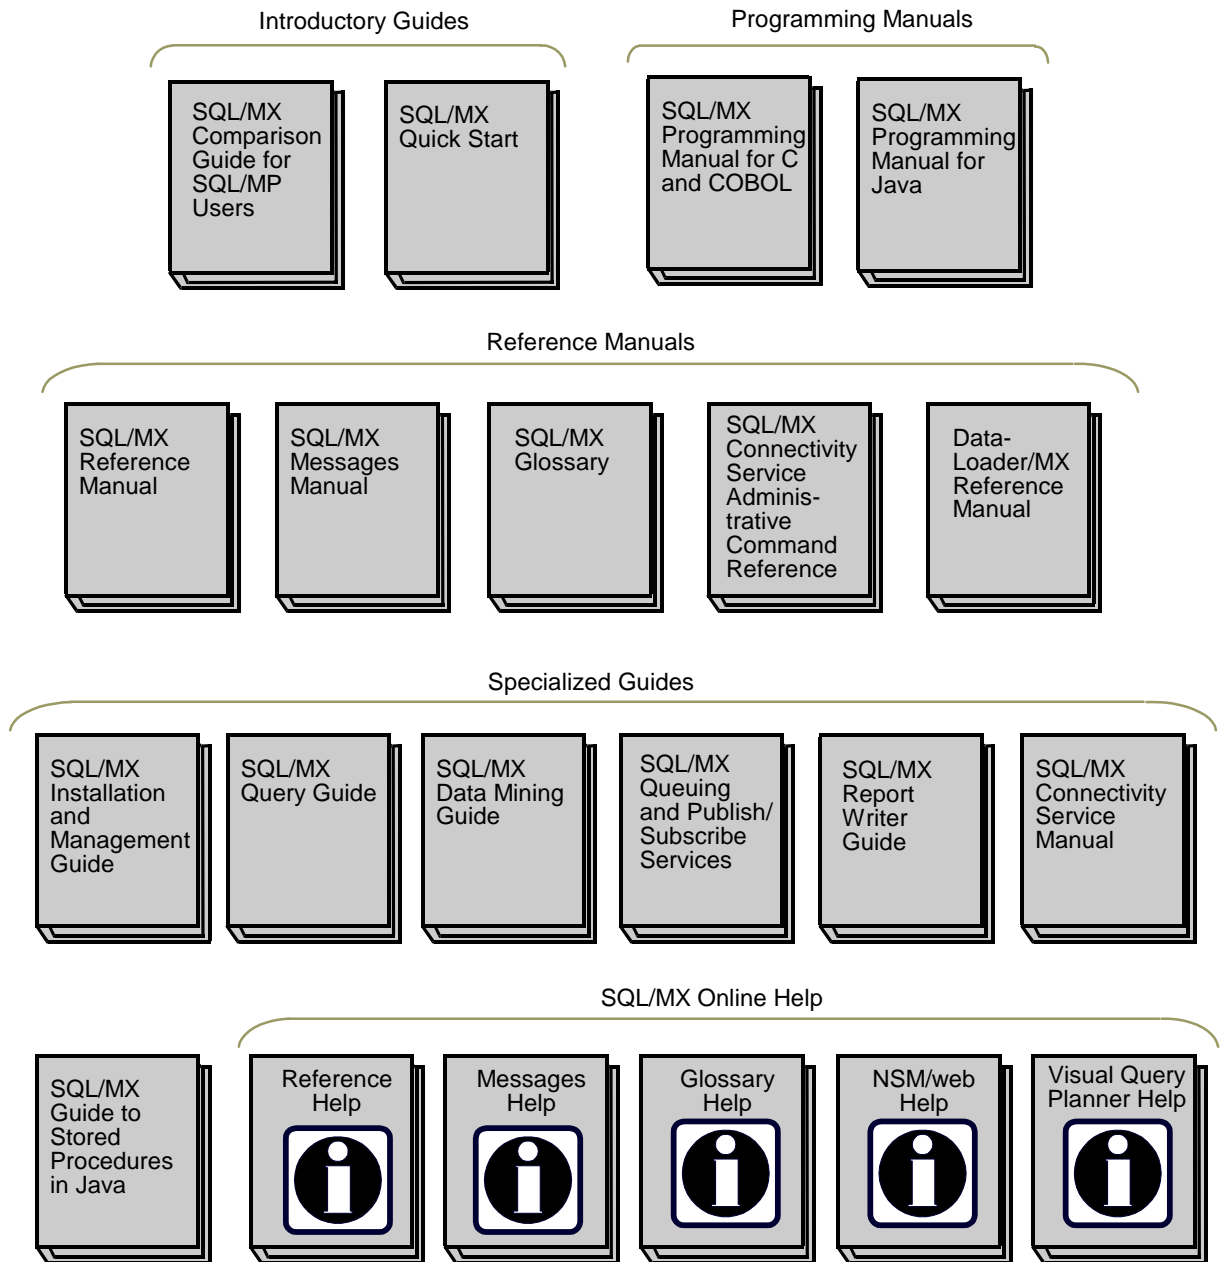 Introductory Guides
Programming Manuals
SQL/MX
Comparison
Guide for
SQL/MP
Users
SQL/MX
Quick Start
SQL/MX
Programming
Manual for C
and COBOL
SQL/MX
Programming
Manual for
Java
Reference Manuals
SQL/MX
Reference
Manual
SQL/MX
Messages
Manual
SQL/MX
Glossary
SQL/MX
Connectivity
Service
Adminis-
trative
Command
Reference
Data-
Loader/MX
Reference
Manual
Specialized Guides
SQL/MX
Installation
and
Management
Guide
SQL/MX
Query Guide
SQL/MX
Data Mining
Guide
SQL/MX
Queuing
and Publish/
Subscribe
Services
SQL/MX
Report
Writer
Guide
SQL/MX
Connectivity
Service
Manual
SQL/MX Online Help
SQL/MX
Guide to
Stored
Procedures
in Java
Reference
Help
Messages
Help
Glossary
Help
NSM/web
Help
Visual Query
Planner Help